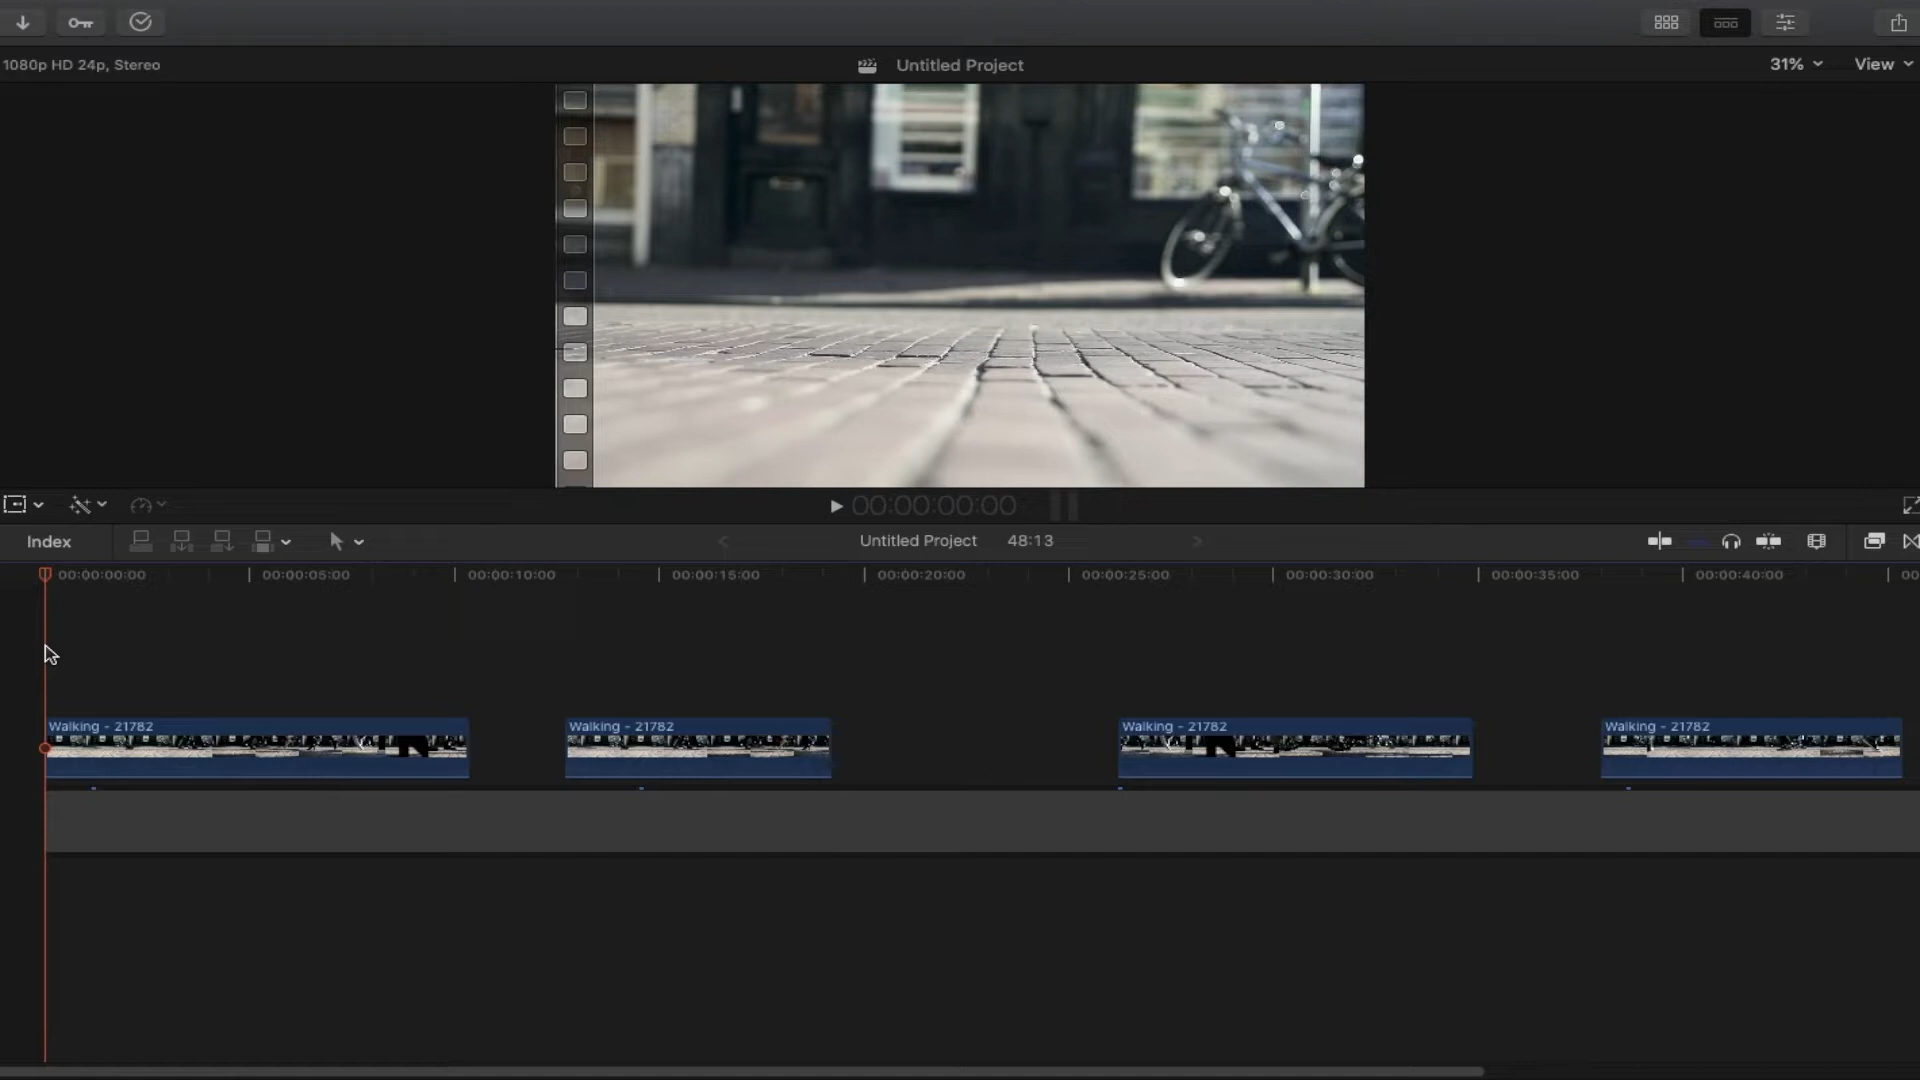 1080p HD 24p, Stereo
Untitled Project
31%
View
00:00:00:00
Index
Untitled Project 48:13
00:00:00:00 00:00:05:00 00:00:10:00 00:00:15:00 00:00:20:00 00:00:25:00 00:00:30:00 00:00:35:00 00:00:40:00 00
Walking - 21782 Walking - 21782 Walking - 21782 Walking - 21782